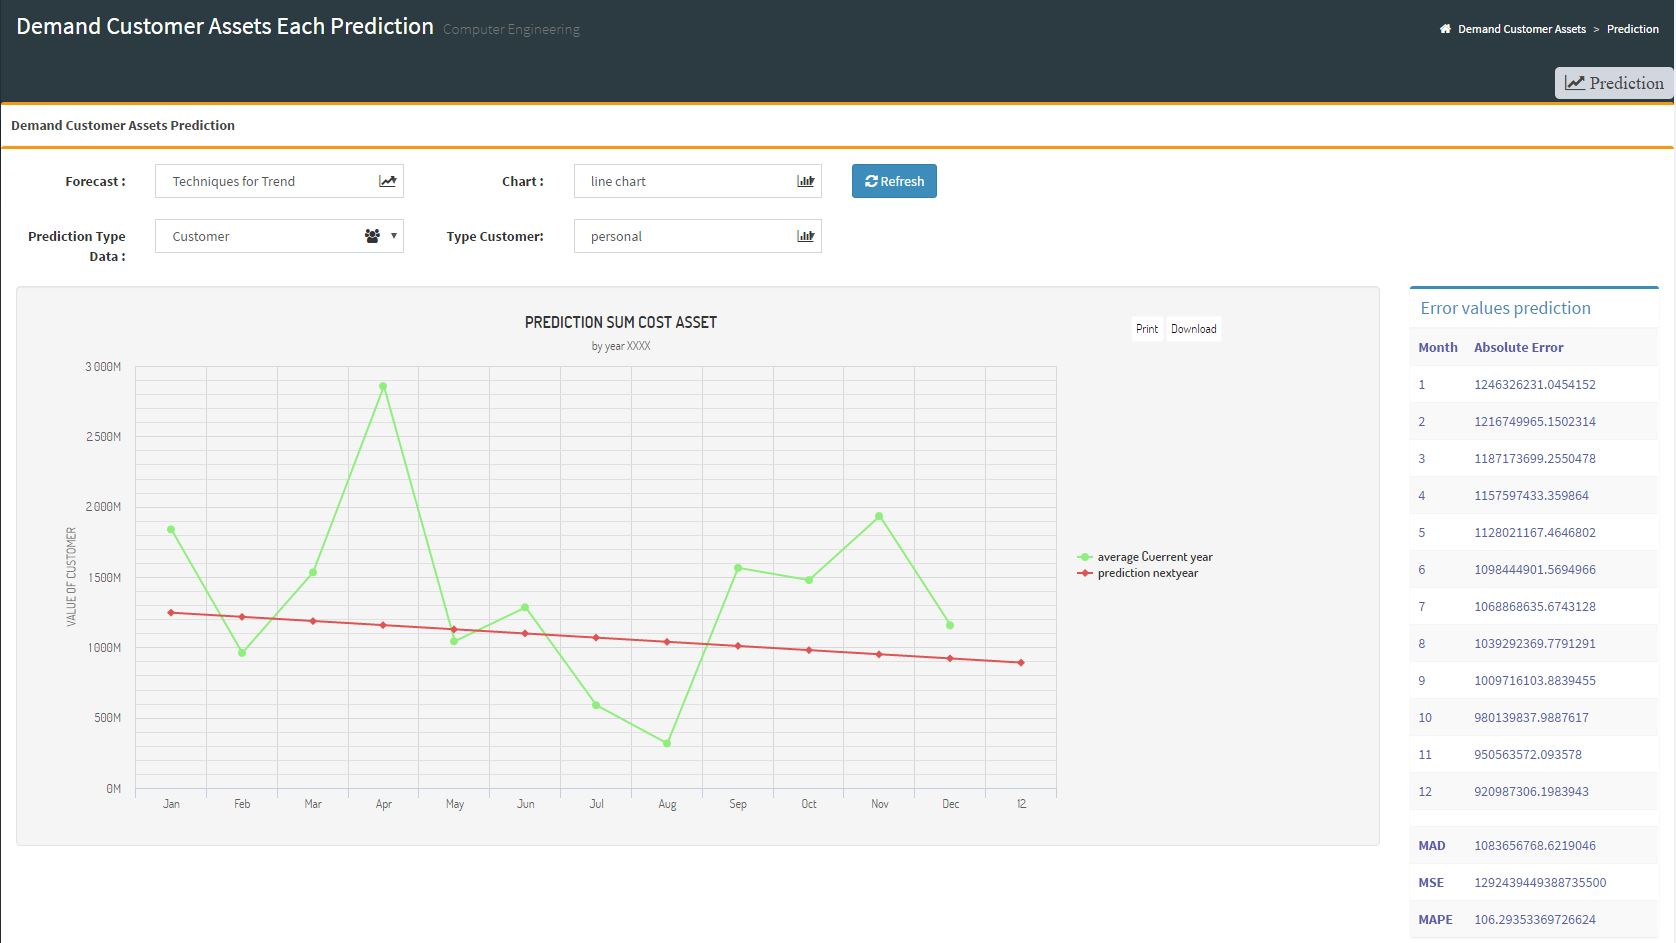 Demand Customer Assets Each Prediction Computer Engineering
Demand Customer Assets > Prediction
Prediction
Demand Customer Assets Prediction
Forecast : Techniques for Trend Chart : line chart Refresh
Prediction Type Data : Customer Type Customer: personal
PREDICTION SUM COST ASSET
by year XXXX
Print Download
VALUE OF CUSTOMER
3 000M
2 500M
2 000M
1 500M
1 000M
500M
0M
Jan Feb Mar Apr May Jun Jul Aug Sep Oct Nov Dec 12
average Cuerrent year
prediction nextyear
Error values prediction
Month Absolute Error
1 1246326231.0454152
2 1216749965.1502314
3 1187173699.2550478
4 1157597433.359864
5 1128021167.4646802
6 1098444901.5694966
7 1068868635.6743128
8 1039292369.7791291
9 1009716103.8839455
10 980139837.9887617
11 950563572.093578
12 920987306.1983943
MAD 1083656768.6219046
MSE 1292439449388735500
MAPE 106.29353369726624